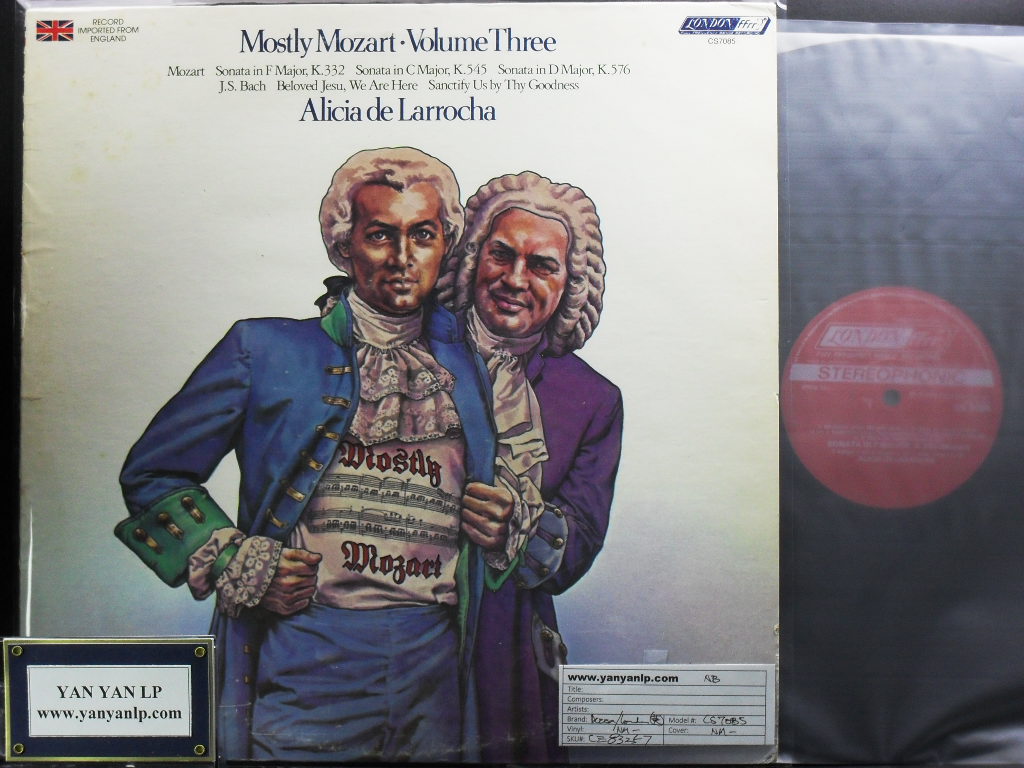 RECORD
IMPORTED FROM
ENGLAND
LONDON ffrr
CS7085
Mostly Mozart · Volume Three
Mozart Sonata in F Major, K.332 Sonata in C Major, K.545 Sonata in D Major, K.576
J.S. Bach Beloved Jesu, We Are Here Sanctify Us by Thy Goodness
Alicia de Larrocha
Mostly
Mozart
LONDON
STEREOPHONIC
YAN YAN LP
www.yanyanlp.com
www.yanyanlp.com
Title:
Composers:
Artists:
Brand: Model #: CS7085
Vinyl: NM- Cover: NM-
SKU#: